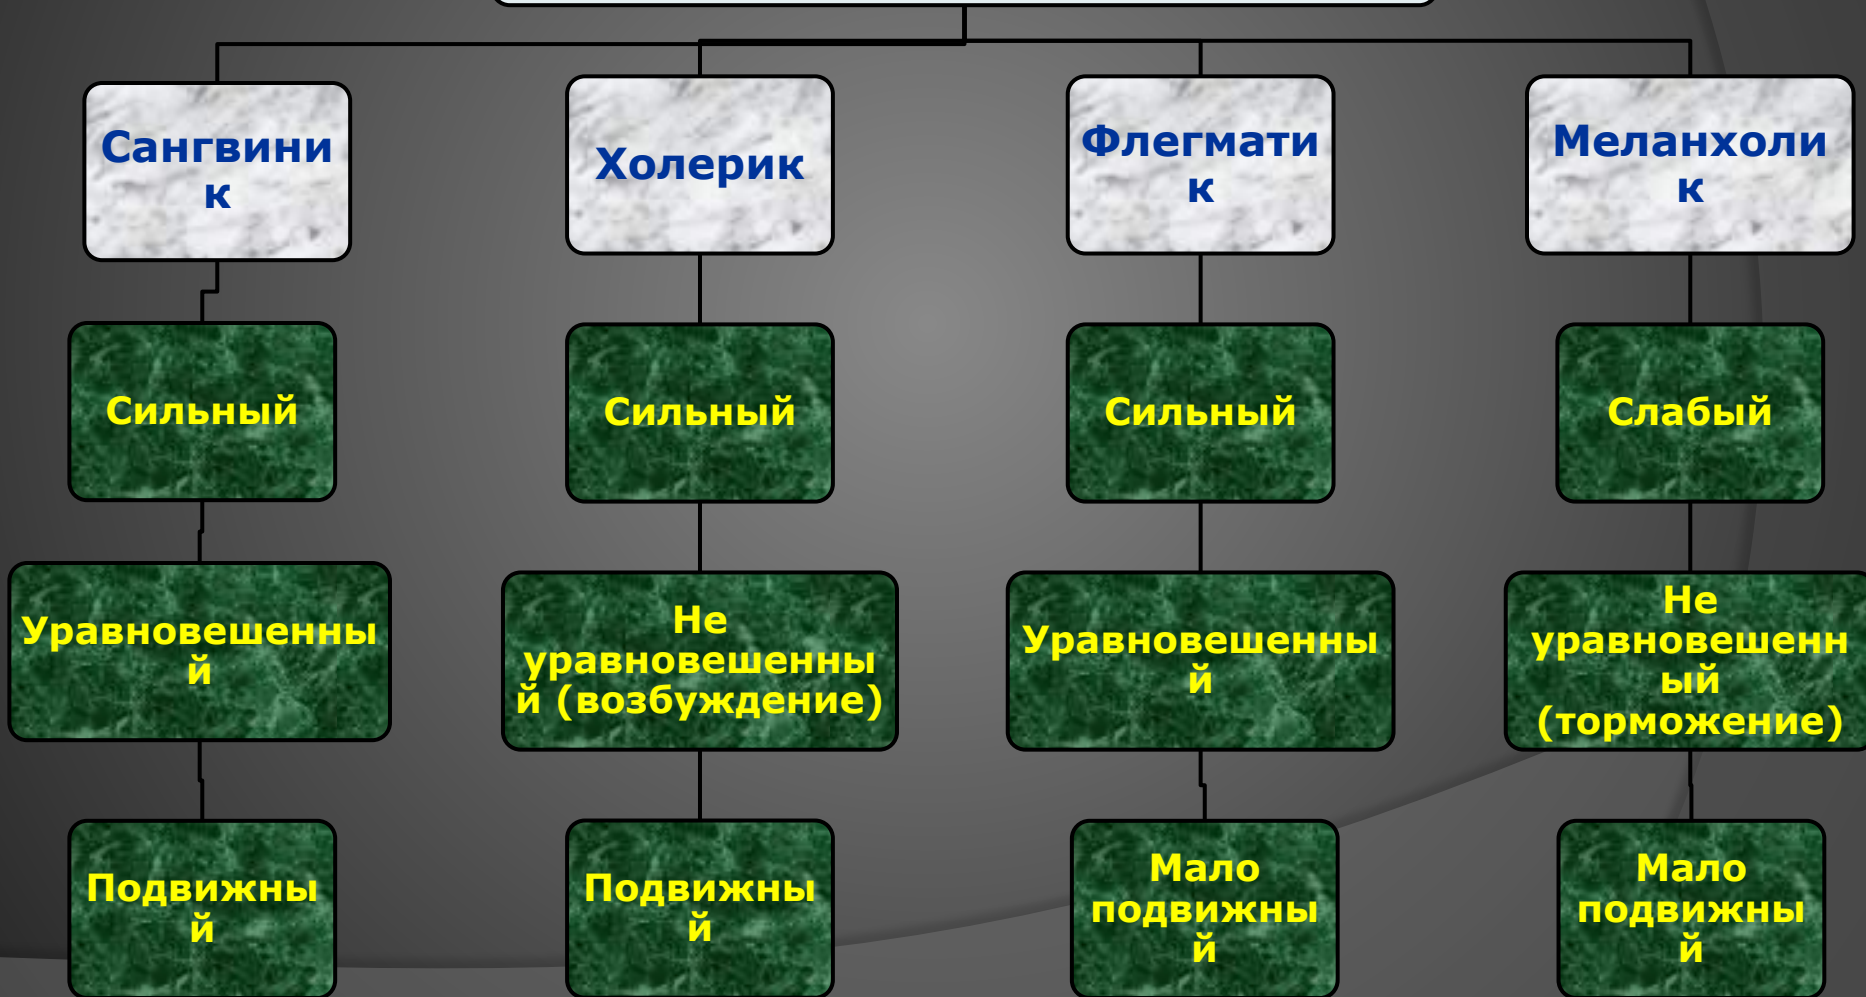 Сангвини
к
Холерик
Флегмати
к
Меланхоли
к
Сильный
Сильный
Сильный
Слабый
Уравновешенны
й
Не
уравновешенны
й (возбуждение)
Уравновешенны
й
Не
уравновешенн
ый
(торможение)
Подвижны
й
Подвижны
й
Мало
подвижны
й
Мало
подвижны
й